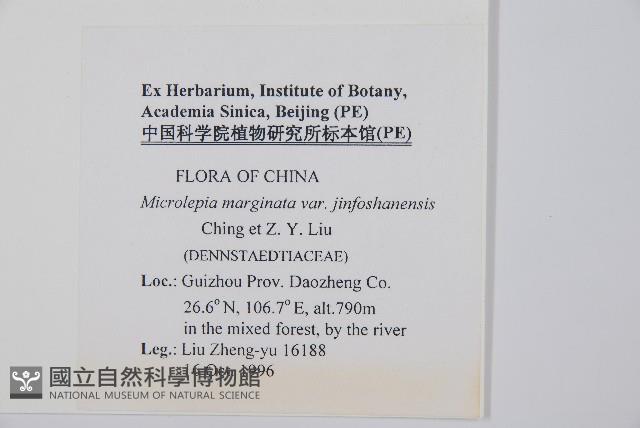 Ex Herbarium, Institute of Botany,
Academia Sinica, Beijing (PE)
中国科学院植物研究所标本馆(PE)
FLORA OF CHINA
Microlepia marginata var. jinfoshanensis
Ching et Z. Y. Liu
(DENNSTAEDTIACEAE)
Loc.: Guizhou Prov. Daozheng Co.
26.6° N, 106.7° E, alt.790m
in the mixed forest, by the river
Leg.: Liu Zheng-yu 16188
1996
國立自然科學博物館
NATIONAL MUSEUM OF NATURAL SCIENCE